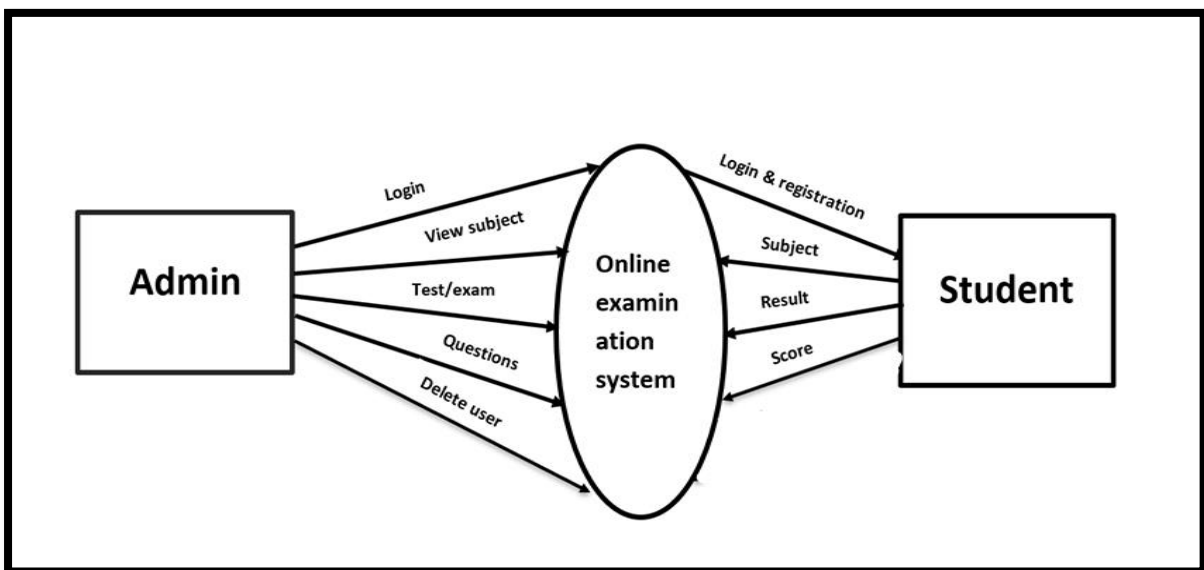 Admin
Login
View subject
Test/exam
Questions
Delete user
Online
examin
ation
system
Login & registration
Subject
Result
Score
Student